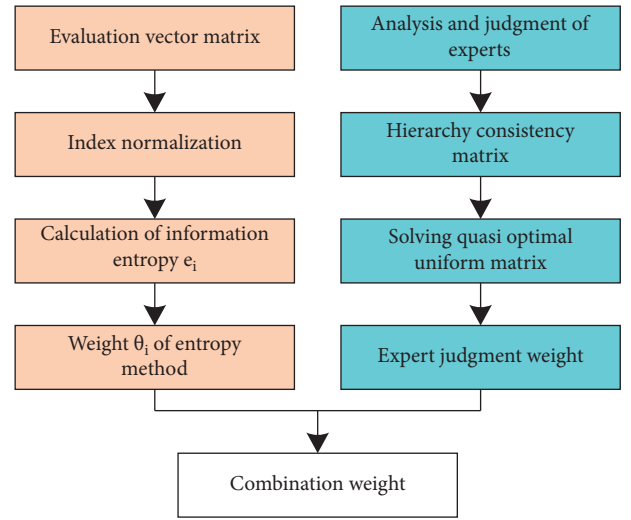 Evaluation vector matrix
Index normalization
Calculation of information
entropy eᵢ
Weight θᵢ of entropy
method
Analysis and judgment of
experts
Hierarchy consistency
matrix
Solving quasi optimal
uniform matrix
Expert judgment weight
Combination weight